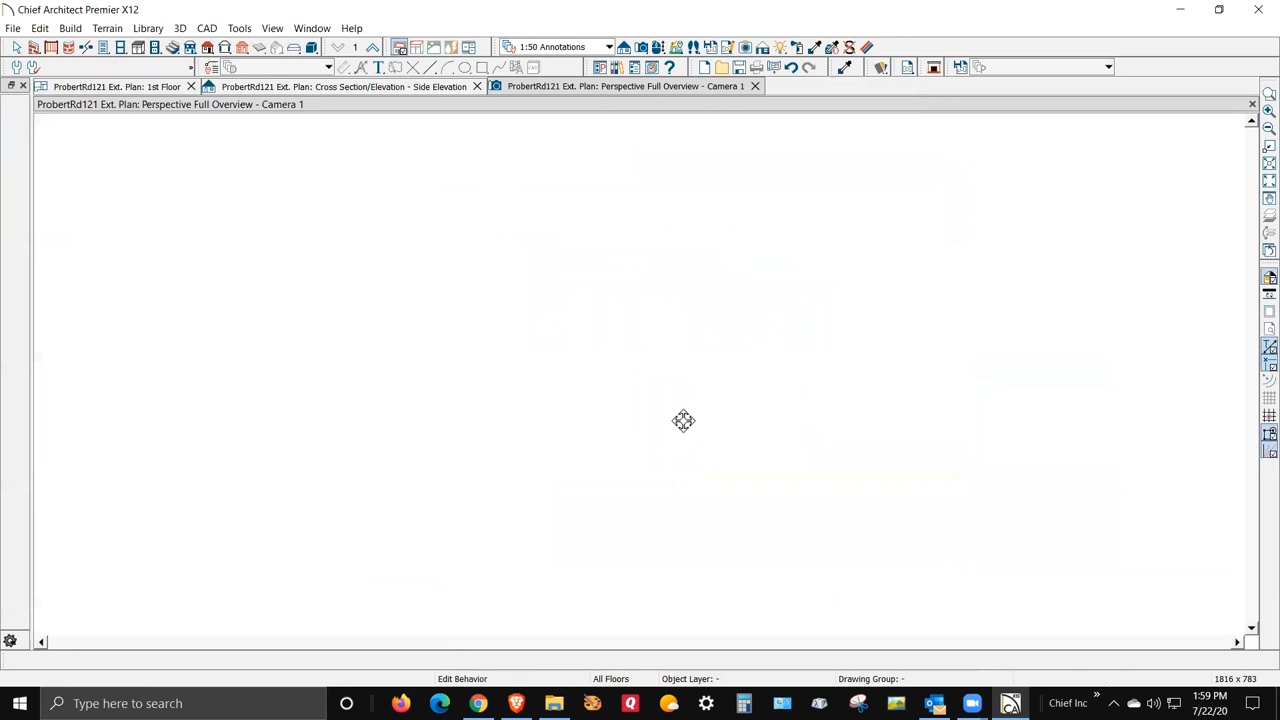 Chief Architect Premier X12
File Edit Build Terrain Library 3D CAD Tools View Window Help
1 1:50 Annotations
ProbertRd121 Ext. Plan: 1st Floor ProbertRd121 Ext. Plan: Cross Section/Elevation - Side Elevation ProbertRd121 Ext. Plan: Perspective Full Overview - Camera 1
ProbertRd121 Ext. Plan: Perspective Full Overview - Camera 1
Edit Behavior All Floors Object Layer: - Drawing Group: - 1816 x 783
Type here to search Chief Inc 1:59 PM
7/22/20